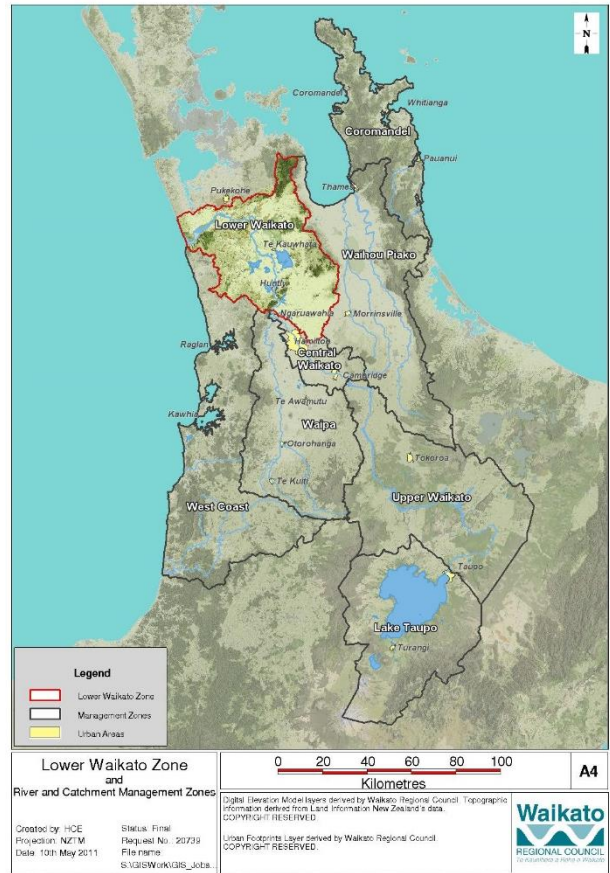 N
Coromandel
Whitianga
Coromandel
Pauanui
Thames
Pukekohe
Lower Waikato
Te Kauwhata
Waihou Piako
Huntly
Ngaruawahia
Morrinsville
Hamilton
Raglan
Central
Waikato
Cambridge
Te Awamutu
Kawhia
Waipa
Otorohanga
Tokoroa
Te Kuiti
Upper Waikato
West Coast
Taupo
Lake Taupo
Turangi
Legend
Lower Waikato Zone
Management Zones
Urban Areas
Lower Waikato Zone
and
River and Catchment Management Zones
Created by: HCE
Status: Final
Projection: NZTM
Request No.: 20739
Date: 10th May 2011
File name:
S:\GISWork\GIS_Jobs...
0 20 40 60 80 100
Kilometres
A4
Digital Elevation Model layers derived by Waikato Regional Council. Topographic
Information derived from Land Information New Zealand's data.
COPYRIGHT RESERVED.
Urban Footprints Layer derived by Waikato Regional Council.
COPYRIGHT RESERVED.
Waikato
REGIONAL COUNCIL
Te Kaunihera ā Rohe o Waikato